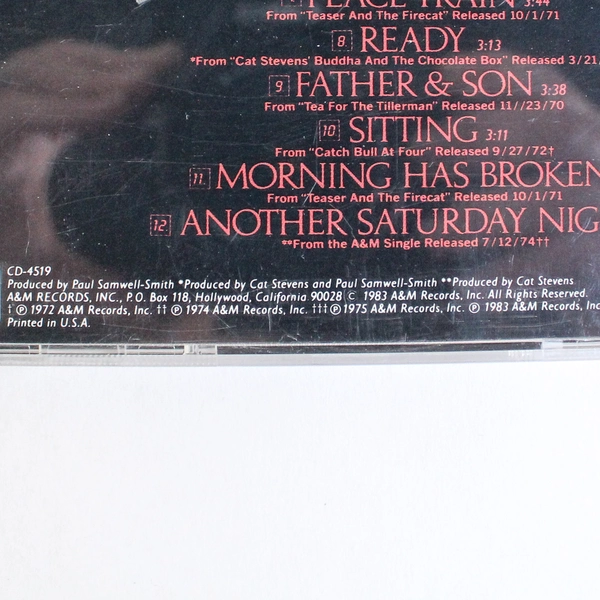 PEACE TRAIN 3:44
From "Teaser And The Firecat" Released 10/1/71
8 READY 3:13
*From "Cat Stevens' Buddha And The Chocolate Box" Released 3/21/
9 FATHER & SON 3:38
From "Tea For The Tillerman" Released 11//23/70
10 SITTING 3:11
From "Catch Bull At Four" Released 9/27/72†
11. MORNING HAS BROKEN
From "Teaser And The Firecat" Released 10/1/71
12. ANOTHER SATURDAY NIG
**From the A&M Single Released 7/12/74††
CD-4519
Produced by Paul Samwell-Smith *Produced by Cat Stevens and Paul Samwell-Smith **Produced by Cat Stevens
A&M RECORDS, INC., P.O. Box 118, Hollywood, California 90028 © 1983 A&M Records, Inc. All Rights Reserved.
† ℗ 1972 A&M Records, Inc. †† ℗ 1974 A&M Records, Inc. ††† ℗ 1975 A&M Records, Inc. ℗ 1983 A&M Records, Inc
Printed in U.S.A.